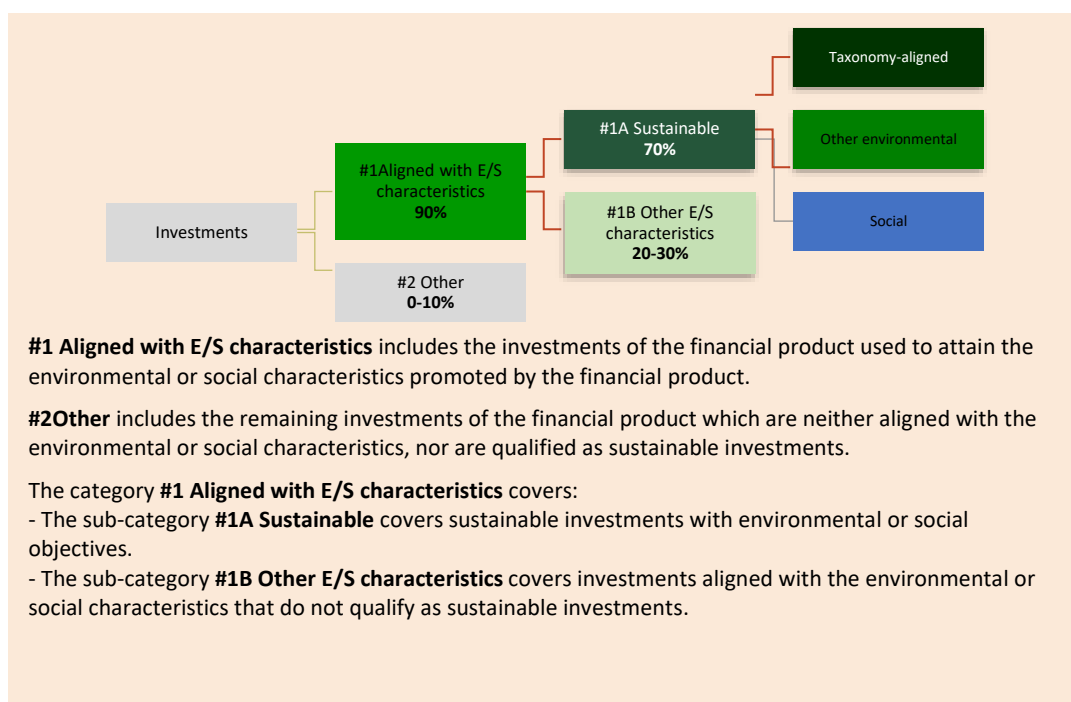 Taxonomy-aligned
#1A Sustainable
70%
Other environmental
#1Aligned with E/S
characteristics
90%
#1B Other E/S
characteristics
20-30%
Social
Investments
#2 Other
0-10%
#1 Aligned with E/S characteristics includes the investments of the financial product used to attain the
environmental or social characteristics promoted by the financial product.
#2Other includes the remaining investments of the financial product which are neither aligned with the
environmental or social characteristics, nor are qualified as sustainable investments.
The category #1 Aligned with E/S characteristics covers:
- The sub-category #1A Sustainable covers sustainable investments with environmental or social
objectives.
- The sub-category #1B Other E/S characteristics covers investments aligned with the environmental or
social characteristics that do not qualify as sustainable investments.